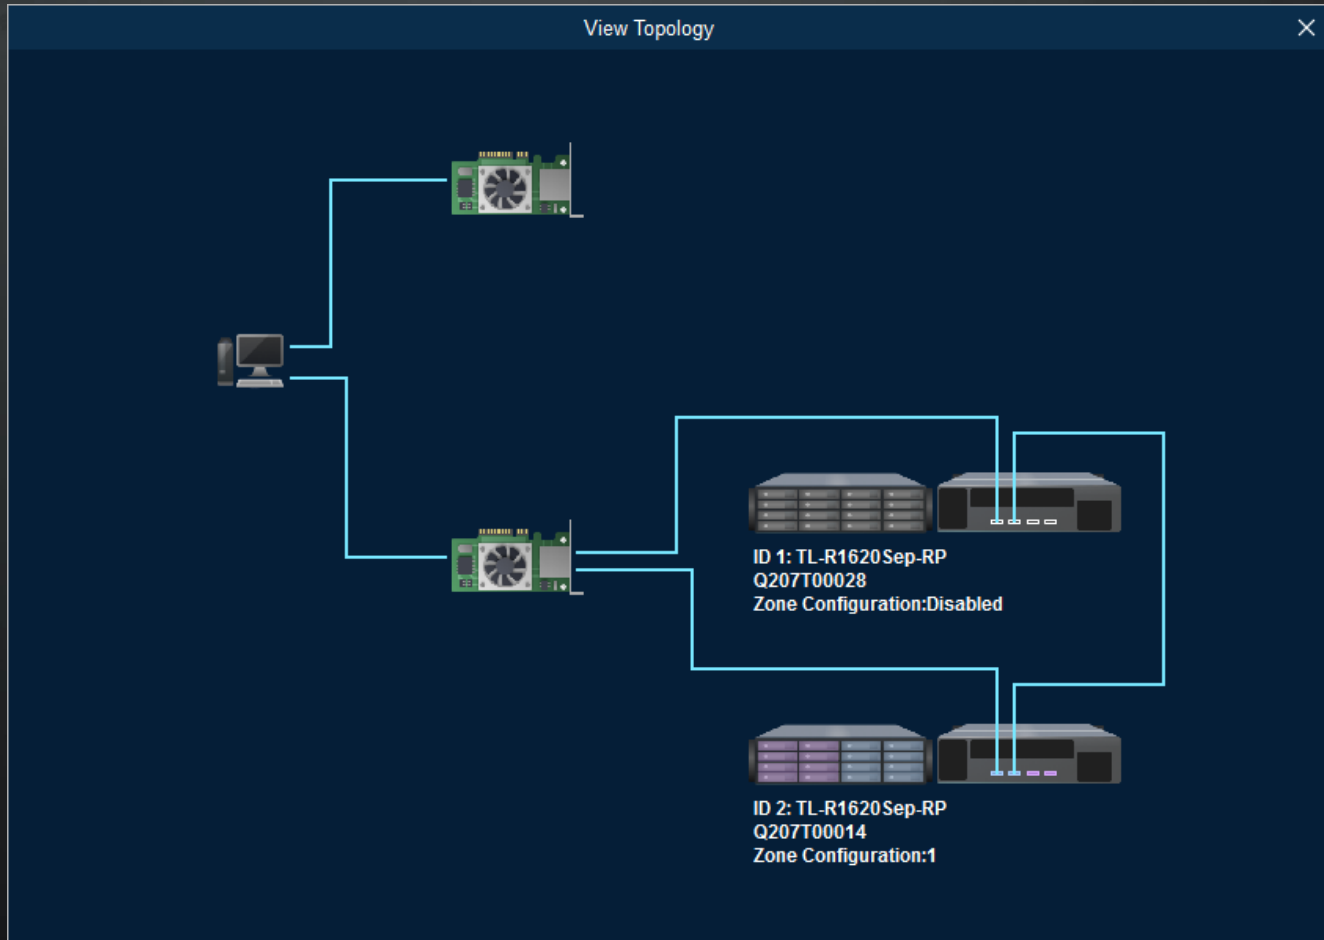 View Topology
ID 1: TL-R1620Sep-RP
Q207T00028
Zone Configuration:Disabled
ID 2: TL-R1620Sep-RP
Q207T00014
Zone Configuration:1